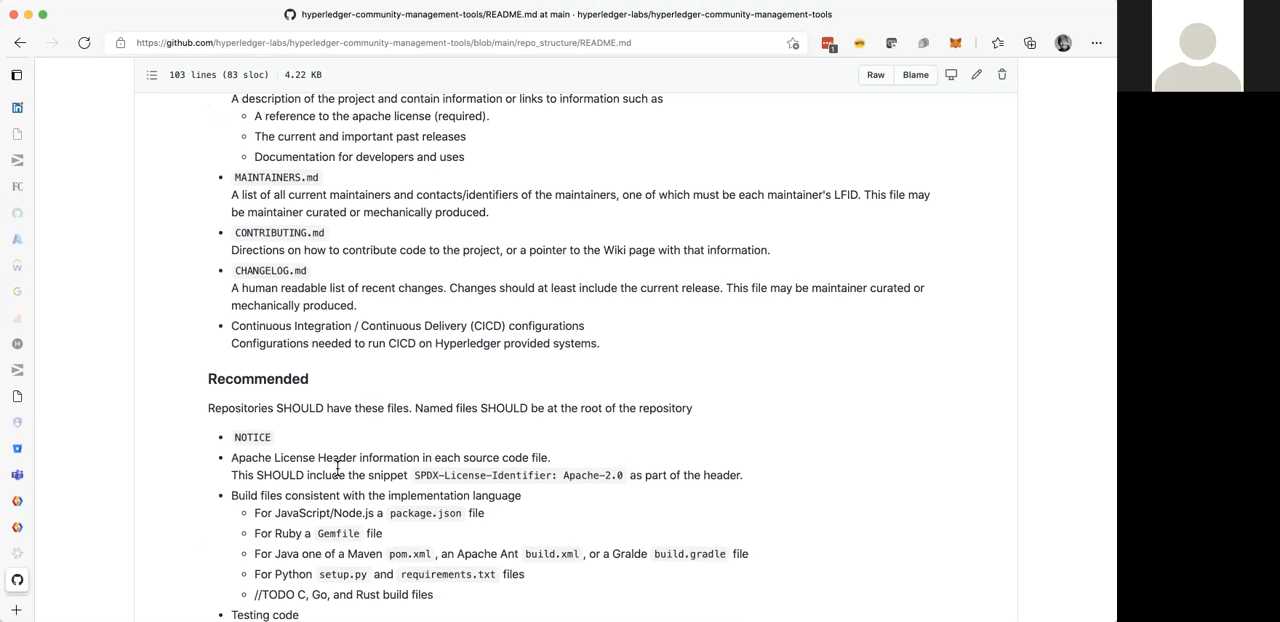 hyperledger-community-management-tools/README.md at main · hyperledger-labs/hyperledger-community-management-tools
https://github.com/hyperledger-labs/hyperledger-community-management-tools/blob/main/repo_structure/README.md
1
103 lines (83 sloc) 4.22 KB
Raw Blame
A description of the project and contain information or links to information such as
A reference to the apache license (required).
The current and important past releases
Documentation for developers and uses
MAINTAINERS.md
A list of all current maintainers and contacts/identifiers of the maintainers, one of which must be each maintainer's LFID. This file may
be maintainer curated or mechanically produced.
CONTRIBUTING.md
Directions on how to contribute code to the project, or a pointer to the Wiki page with that information.
CHANGELOG.md
A human readable list of recent changes. Changes should at least include the current release. This file may be maintainer curated or
mechanically produced.
Continuous Integration / Continuous Delivery (CICD) configurations
Configurations needed to run CICD on Hyperledger provided systems.
Recommended
Repositories SHOULD have these files. Named files SHOULD be at the root of the repository
NOTICE
Apache License Header information in each source code file.
This SHOULD include the snippet SPDX-License-Identifier: Apache-2.0 as part of the header.
Build files consistent with the implementation language
For JavaScript/Node.js a package.json file
For Ruby a Gemfile file
For Java one of a Maven pom.xml , an Apache Ant build.xml , or a Gralde build.gradle file
For Python setup.py and requirements.txt files
//TODO C, Go, and Rust build files
Testing code